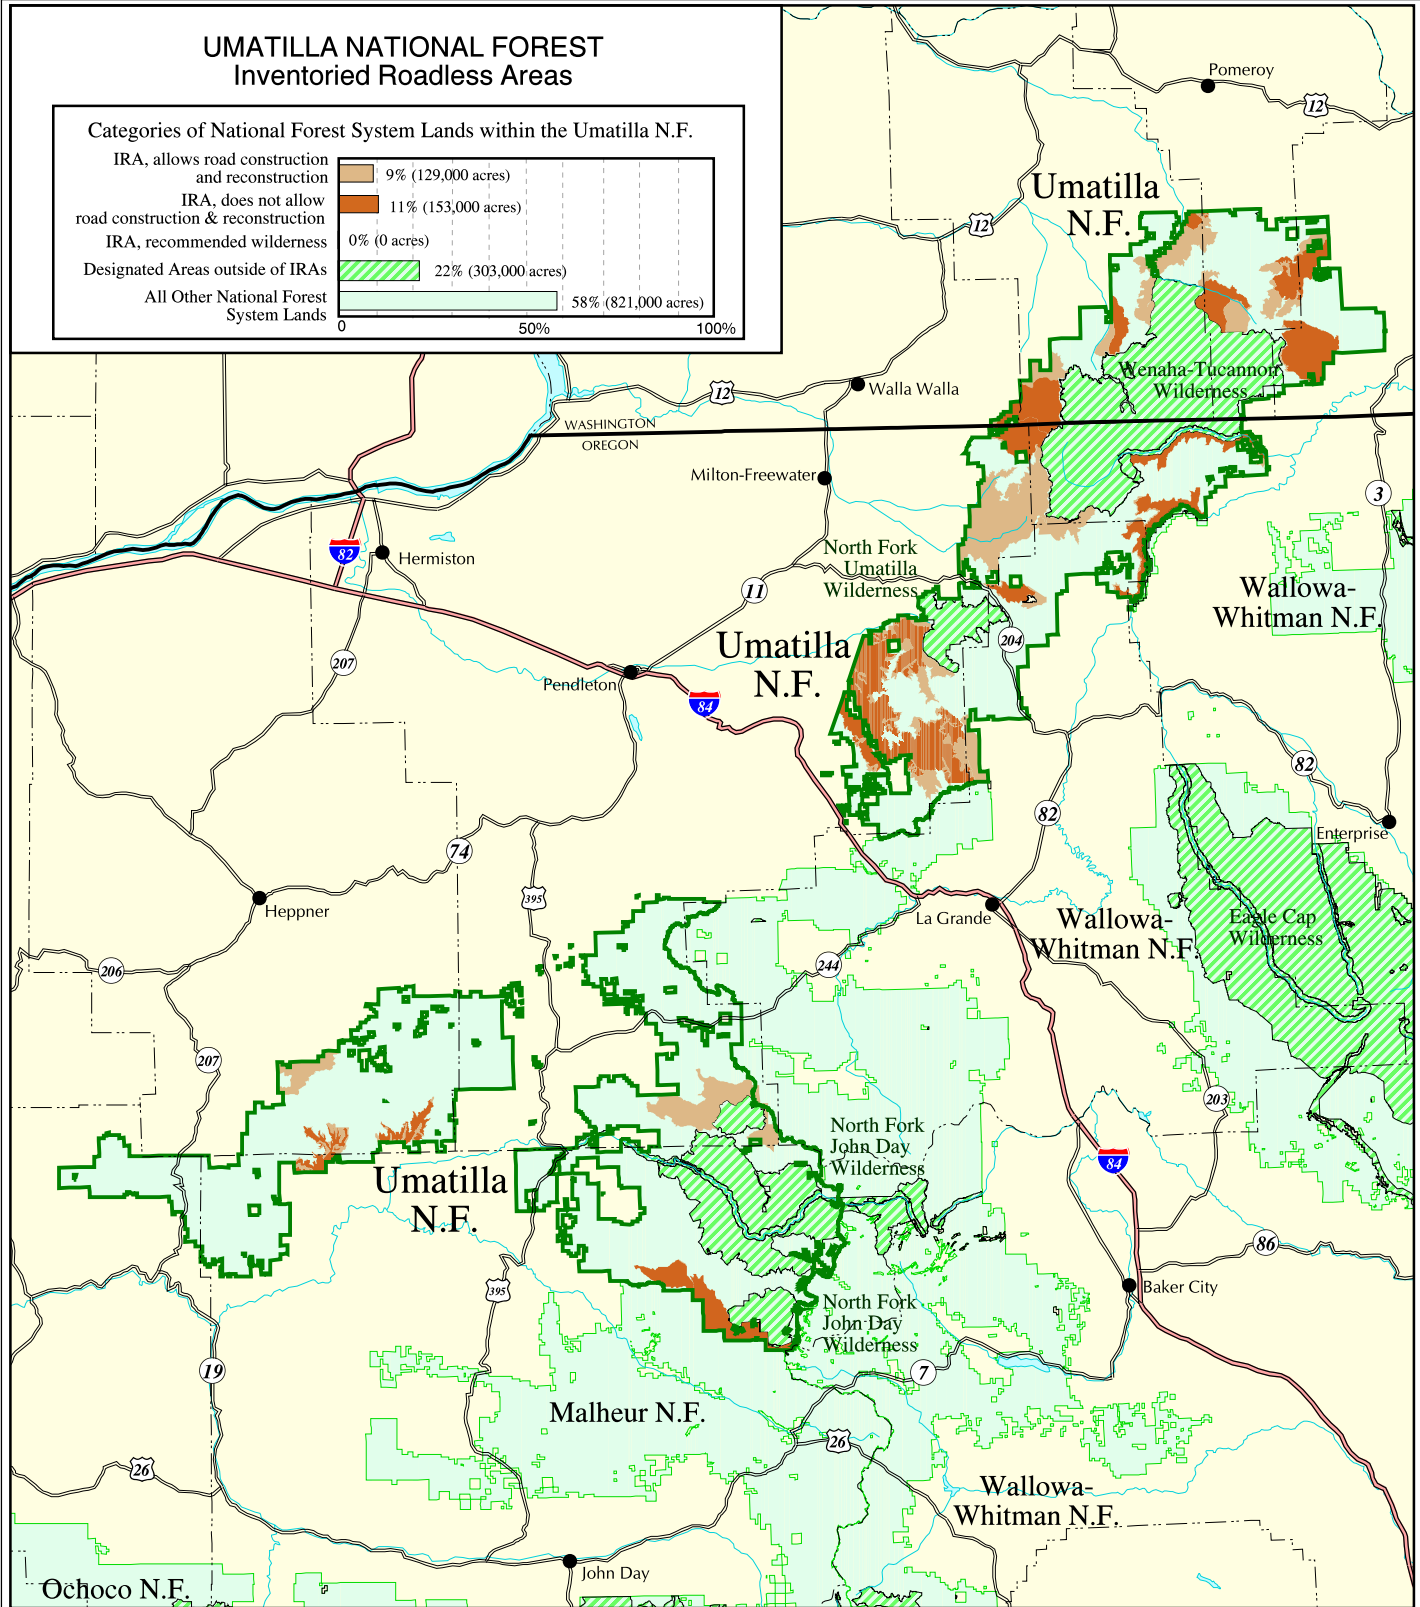 UMATILLA NATIONAL FOREST
Inventoried Roadless Areas
Categories of National Forest System Lands within the Umatilla N.F.
IRA, allows road construction
and reconstruction
9% (129,000 acres)
IRA, does not allow
road construction & reconstruction
11% (153,000 acres)
IRA, recommended wilderness
0% (0 acres)
Designated Areas outside of IRAs
22% (303,000 acres)
All Other National Forest
System Lands
58% (821,000 acres)
0 50% 100%
Pomeroy
12
Umatilla
N.F.
12
Wenaha-Tucannon
Wilderness
Walla Walla
12
WASHINGTON
OREGON
Milton-Freewater
3
82
Hermiston
North Fork
Umatilla
Wilderness
11
Wallowa-
Whitman N.F.
204
Umatilla
N.F.
207
Pendleton
84
82
82
Enterprise
74
395
Heppner
La Grande
Wallowa-
Whitman N.F.
Eagle Cap
Wilderness
206
244
207
203
North Fork
John Day
Wilderness
84
Umatilla
N.F.
86
395
Baker City
North Fork
John Day
Wilderness
19
7
Malheur N.F.
26
26
Wallowa-
Whitman N.F.
John Day
Ochoco N.F.